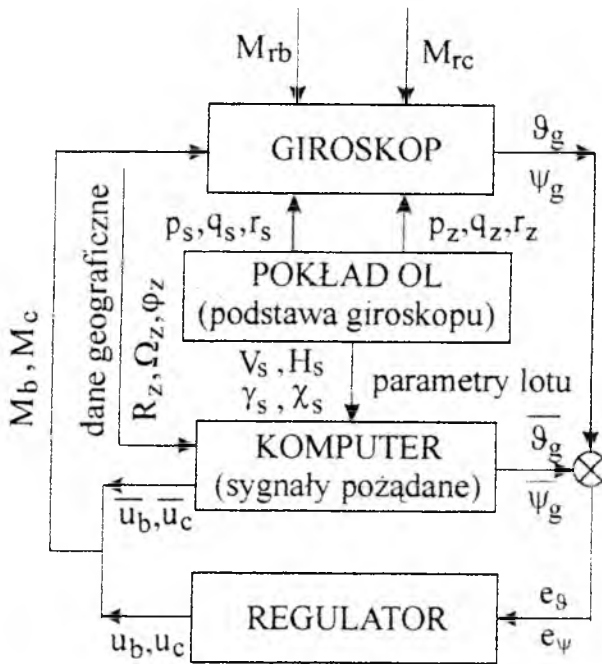 M_rb
M_rc
GIROSKOP
ϑ_g
ψ_g
p_s, q_s, r_s
p_z, q_z, r_z
POKŁAD OL
(podstawa giroskopu)
V_s , H_s
γ_s , χ_s
parametry lotu
M_b, M_c
dane geograficzne
R_z, Ω_z, φ_z
KOMPUTER
(sygnały pożądane)
ϑ̅_g
ψ̅_g
u̅_b, u̅_c
REGULATOR
e_ϑ
e_ψ
u_b, u_c